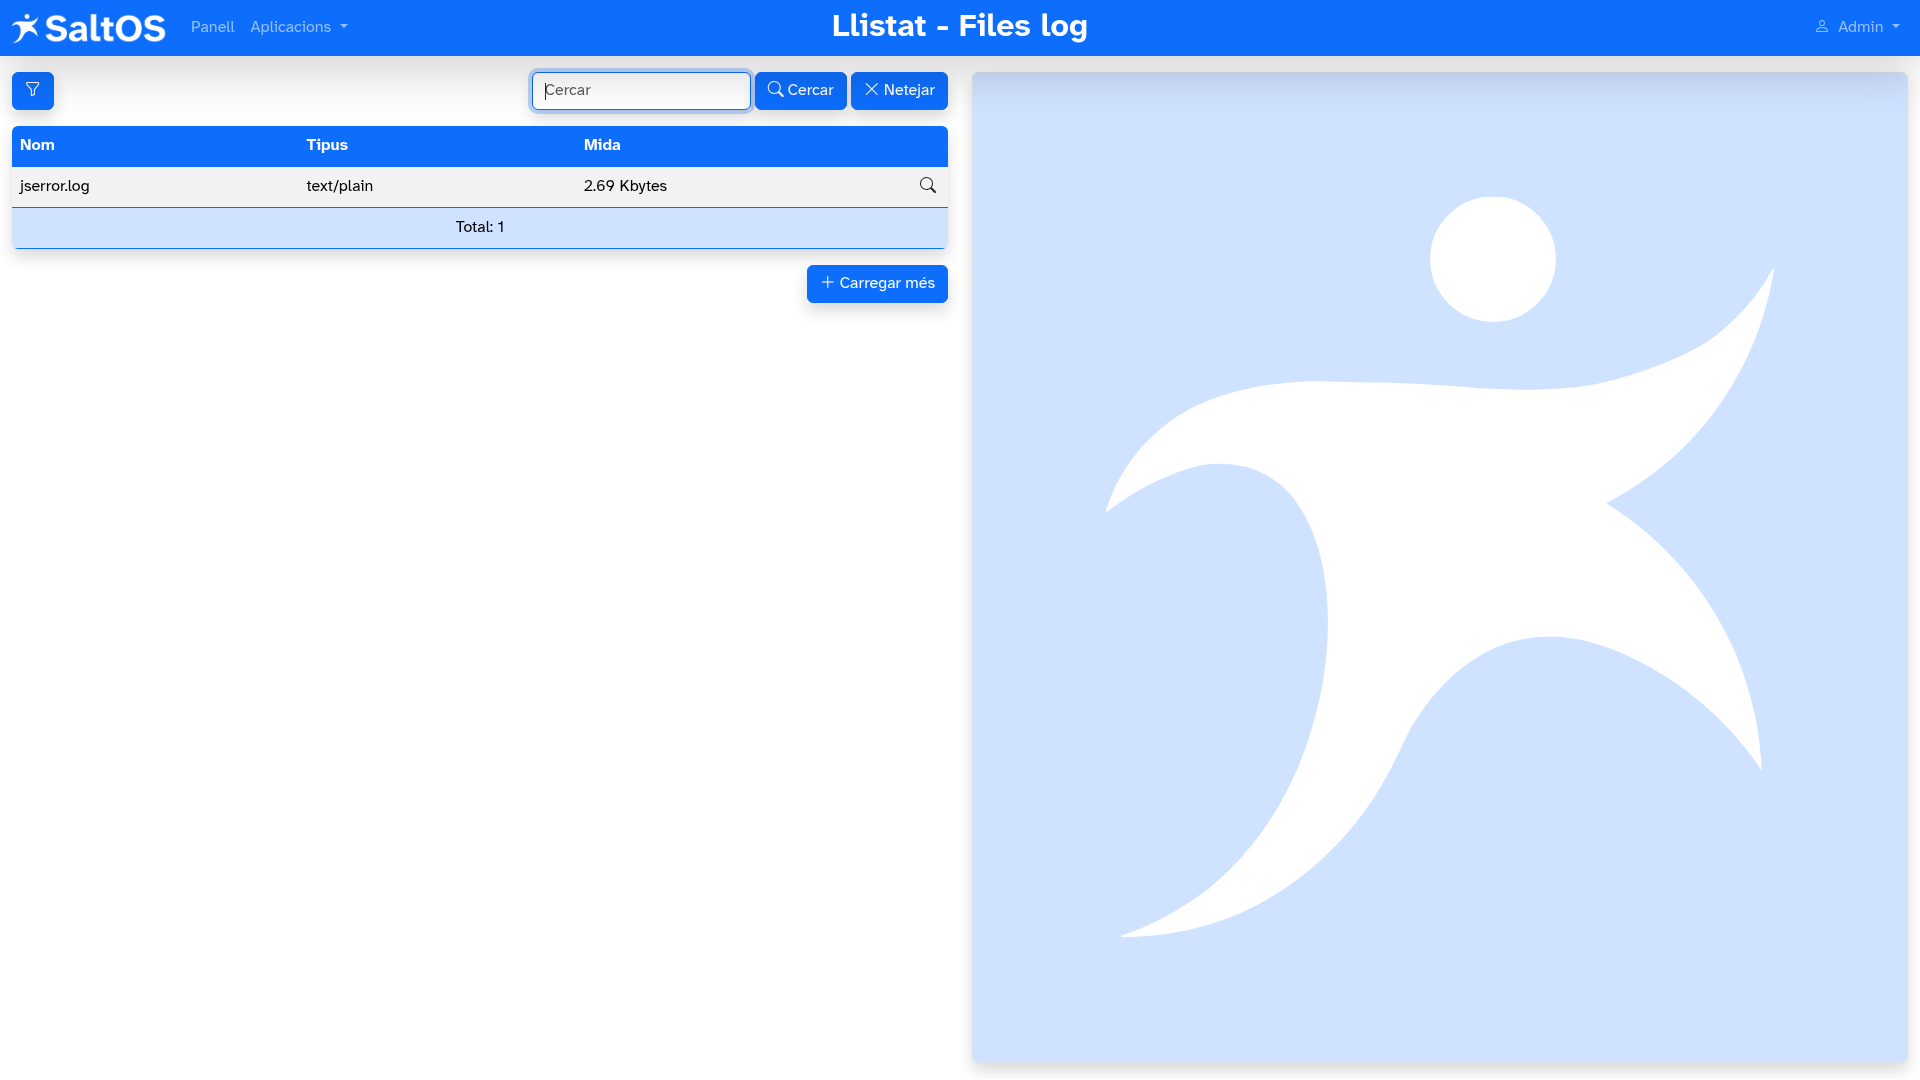 SaltOS Panell Aplicacions Llistat - Files log Admin
Cercar Cercar Netejar
Nom Tipus Mida
jserror.log text/plain 2.69 Kbytes
Total: 1
Carregar més